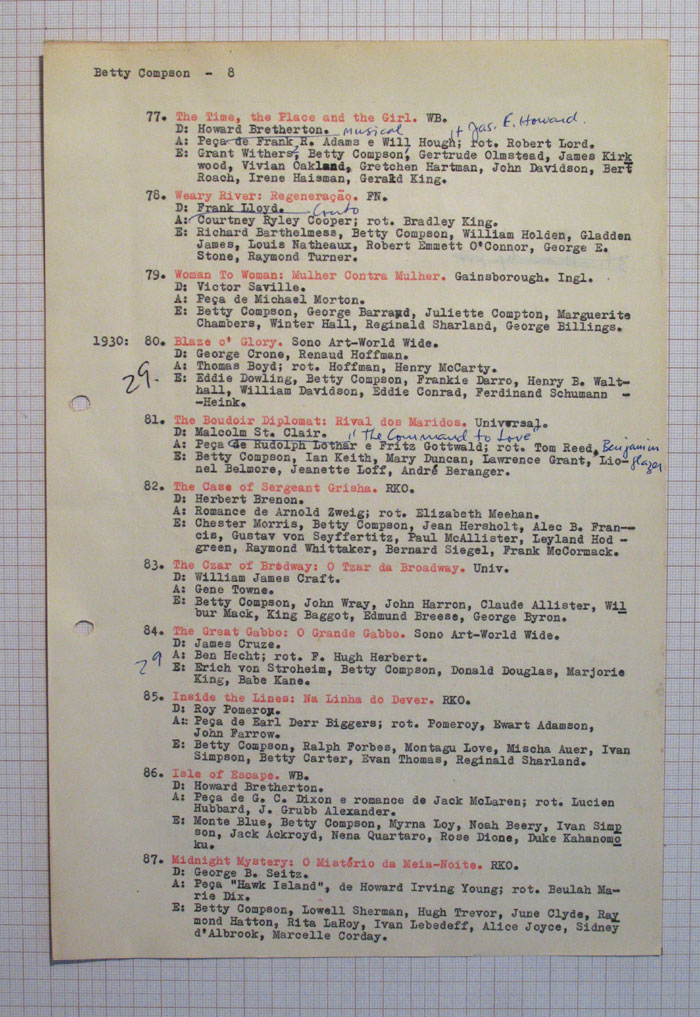 Betty Compson - 8
77. The Time, the Place and the Girl. WB.
D: Howard Bretherton. musical
Jas. E. Howard.
A: Peça de Frank R. Adams e Will Hough; rot. Robert Lord.
E: Grant Withers, Betty Compson, Gertrude Olmstead, James Kirk
wood, Vivian Oakland, Gretchen Hartman, John Davidson, Bert
Roach, Irene Haisman, Gerald King.
78. Weary River: Regeneração. FN.
D: Frank Lloyd. Conto
A: Courtney Ryley Cooper; rot. Bradley King.
E: Richard Barthelmess, Betty Compson, William Holden, Gladden
James, Louis Natheaux, Robert Emmett O'Connor, George E.
Stone, Raymond Turner.
79. Woman To Woman: Mulher Contra Mulher. Gainsborough. Ingl.
D: Victor Saville.
A: Peça de Michael Morton.
E: Betty Compson, George Barraud, Juliette Compton, Marguerite
Chambers, Winter Hall, Reginald Sharland, George Billings.
1930: 80. Blaze o' Glory. Sono Art-World Wide.
D: George Crone, Renaud Hoffman.
A: Thomas Boyd; rot. Hoffman, Henry McCarty.
29. E: Eddie Dowling, Betty Compson, Frankie Darro, Henry B. Walt-
hall, William Davidson, Eddie Conrad, Ferdinand Schumann -
-Heink.
81. The Boudoir Diplomat: Rival dos Maridos. Universal.
D: Malcolm St. Clair. "The Command to Love"
A: Peça de Rudolph Lothar e Fritz Gottwald; rot. Tom Reed, Benjamin
Glazer
E: Betty Compson, Ian Keith, Mary Duncan, Lawrence Grant, Lio-
nel Belmore, Jeanette Loff, André Beranger.
82. The Case of Sergeant Grisha. RKO.
D: Herbert Brenon.
A: Romance de Arnold Zweig; rot. Elizabeth Meehan.
E: Chester Morris, Betty Compson, Jean Hersholt, Alec B. Fran--
cis, Gustav von Seyffertitz, Paul McAllister, Leyland Hod -
green, Raymond Whittaker, Bernard Siegel, Frank McCormack.
83. The Czar of Brodway: O Tzar da Broadway. Univ.
D: William James Craft.
A: Gene Towne.
E: Betty Compson, John Wray, John Harron, Claude Allister, Wil
bur Mack, King Baggot, Edmund Breese, George Byron.
84. The Great Gabbo: O Grande Gabbo. Sono Art-World Wide.
D: James Cruze.
A: Ben Hecht; rot. F. Hugh Herbert.
29 E: Erich von Stroheim, Betty Compson, Donald Douglas, Marjorie
King, Babe Kane.
85. Inside the Lines: Na Linha do Dever. RKO.
D: Roy Pomeroy.
A: Peça de Earl Derr Biggers; rot. Pomeroy, Ewart Adamson,
John Farrow.
E: Betty Compson, Ralph Forbes, Montagu Love, Mischa Auer, Ivan
Simpson, Betty Carter, Evan Thomas, Reginald Sharland.
86. Isle of Escape. WB.
D: Howard Bretherton.
A: Peça de G. C. Dixon e romance de Jack McLaren; rot. Lucien
Hubbard, J. Grubb Alexander.
E: Monte Blue, Betty Compson, Myrna Loy, Noah Beery, Ivan Simp
son, Jack Ackroyd, Nena Quartaro, Rose Dione, Duke Kahanomo
ku.
87. Midnight Mystery: O Mistério da Meia-Noite. RKO.
D: George B. Seitz.
A: Peça "Hawk Island", de Howard Irving Young; rot. Beulah Ma-
rie Dix.
E: Betty Compson, Lowell Sherman, Hugh Trevor, June Clyde, Ray
mond Hatton, Rita LaRoy, Ivan Lebedeff, Alice Joyce, Sidney
d'Albrook, Marcelle Corday.